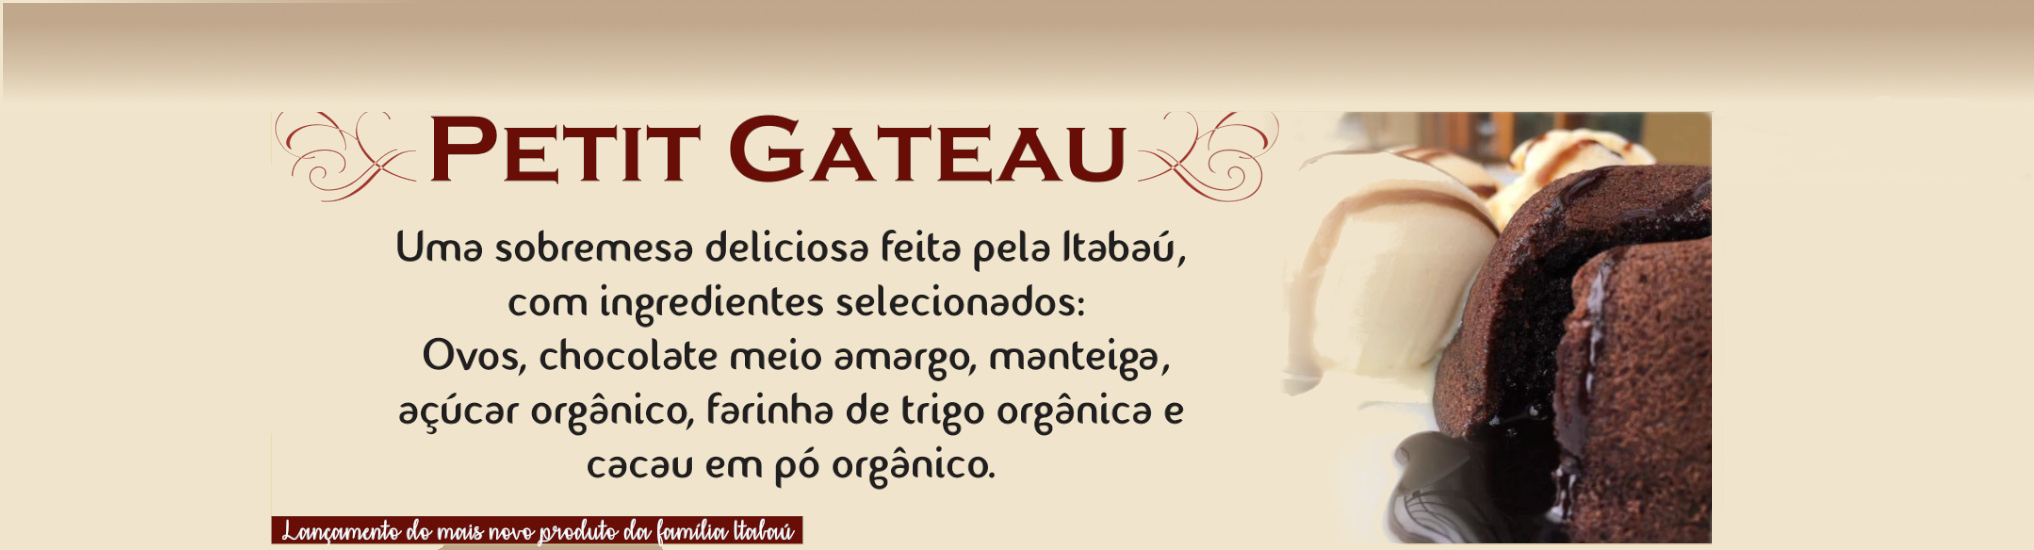 PETIT GATEAU
Uma sobremesa deliciosa feita pela Itabaú,
com ingredientes selecionados:
Ovos, chocolate meio amargo, manteiga,
açúcar orgânico, farinha de trigo orgânica e
cacau em pó orgânico.
Lançamento do mais novo produto da família Itabaú